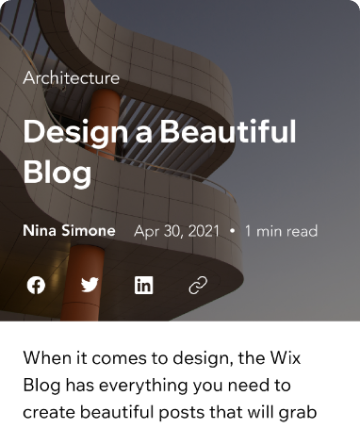 Architecture
Design a Beautiful
Blog
Nina Simone Apr 30, 2021 • 1 min read
When it comes to design, the Wix
Blog has everything you need to
create beautiful posts that will grab